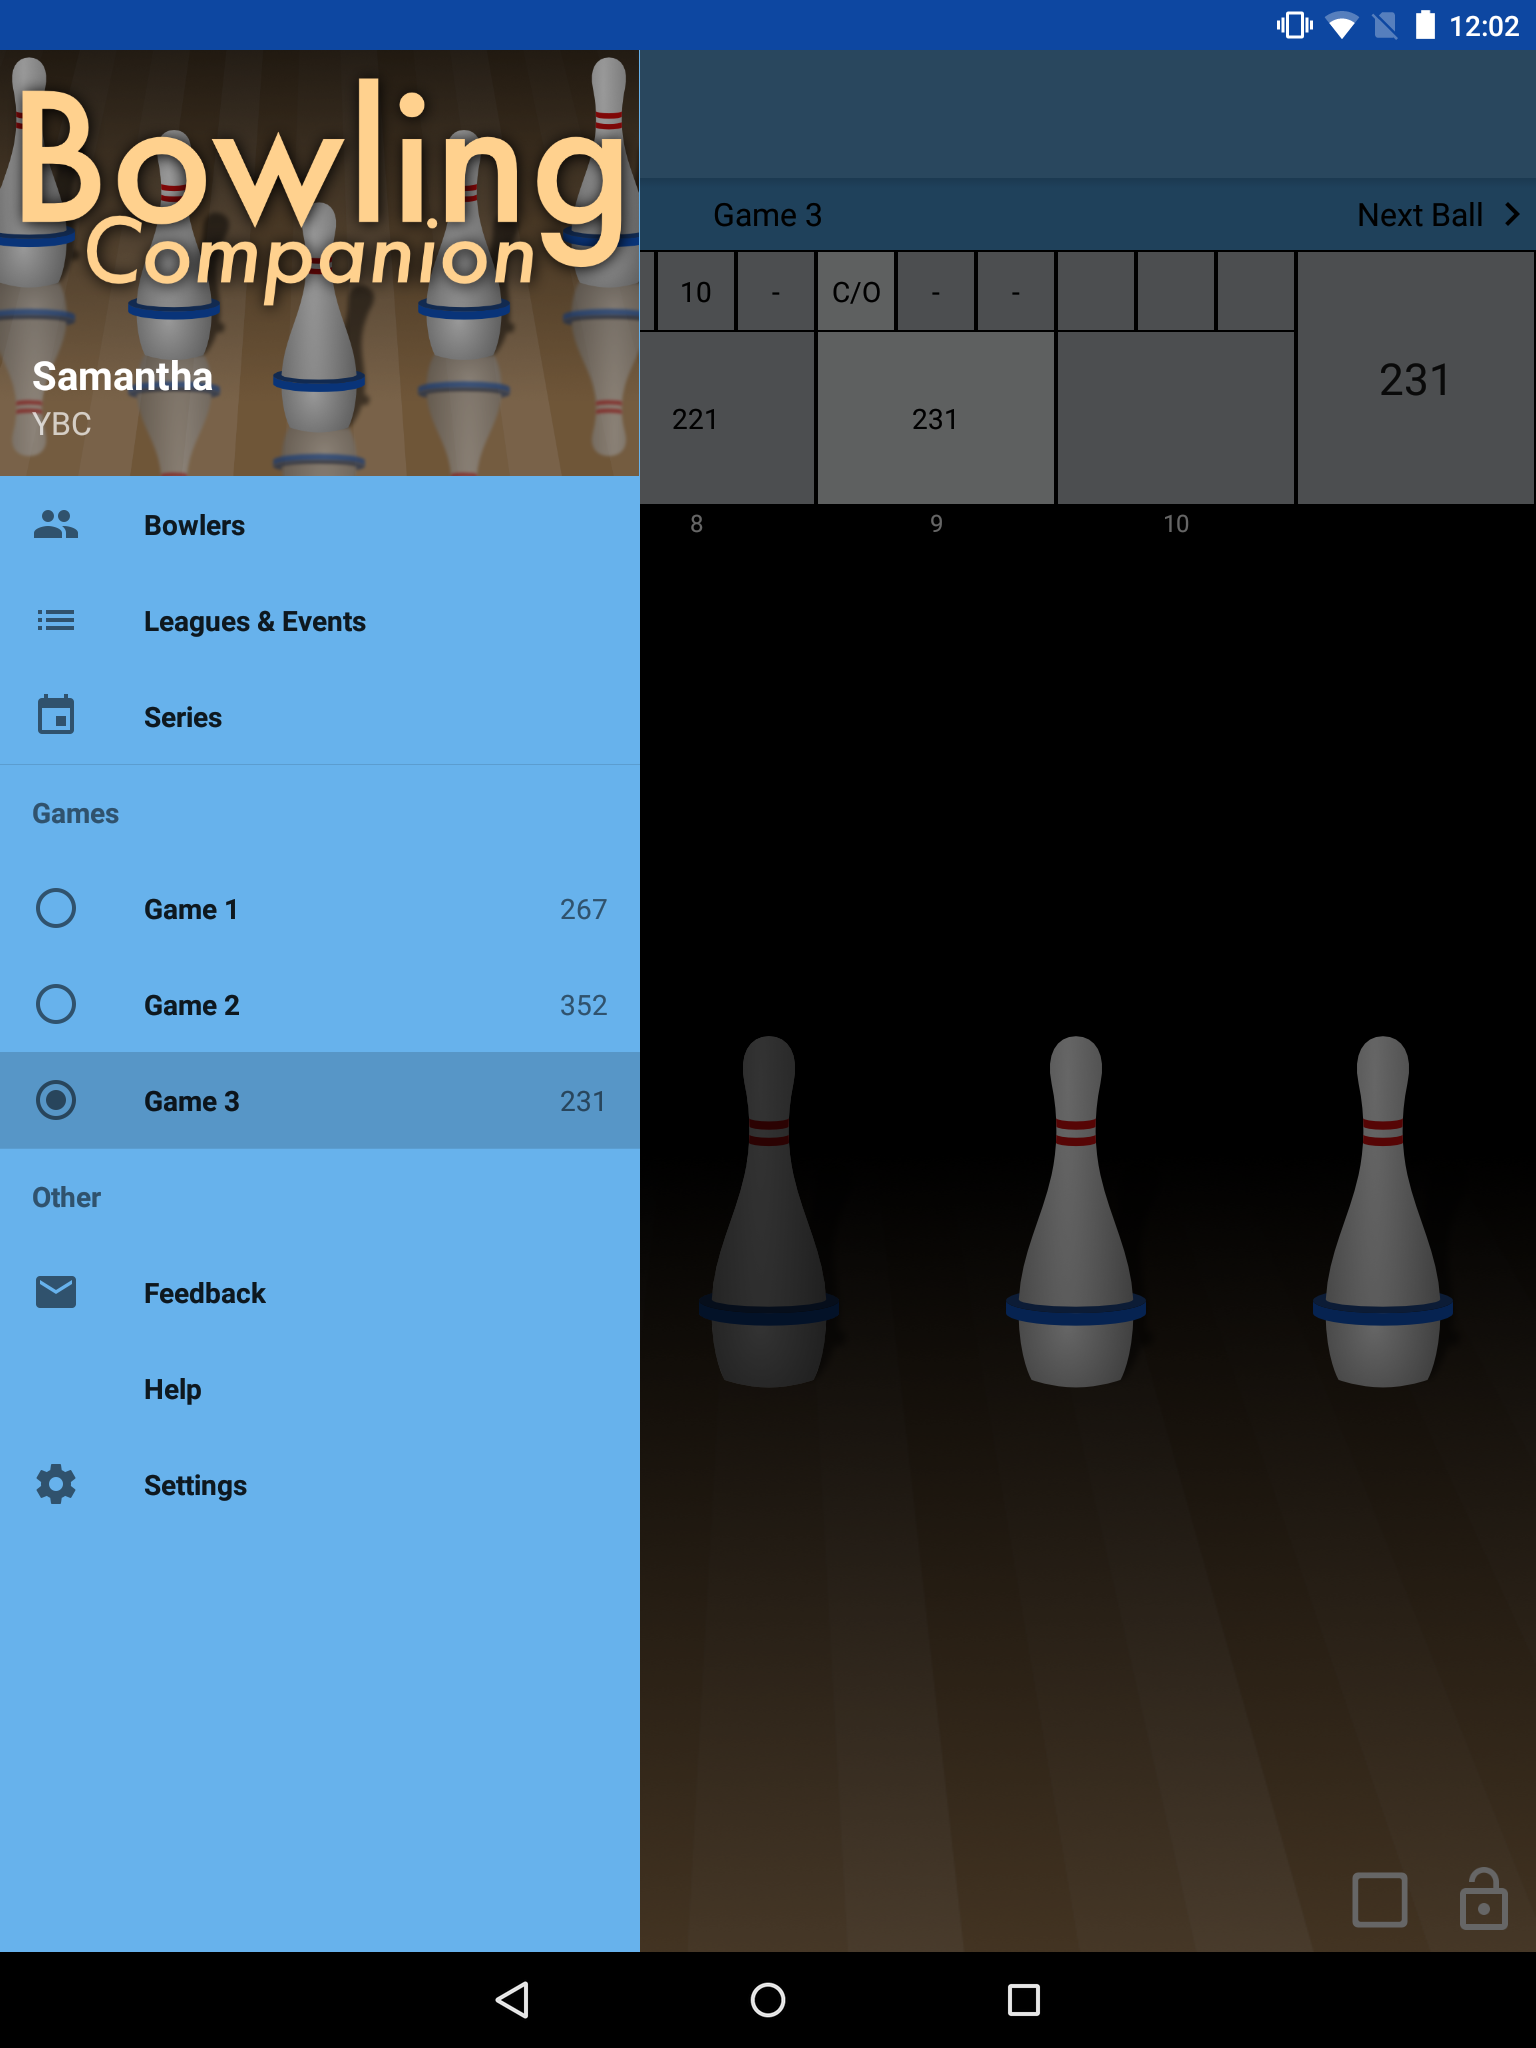 12:02
Bowling
Companion
Samantha
YBC
Bowlers
Leagues & Events
Series
Games
Game 1 267
Game 2 352
Game 3 231
Other
Feedback
Help
Settings
Game 3 Next Ball
10 - C/O - -
221 231 231
8 9 10